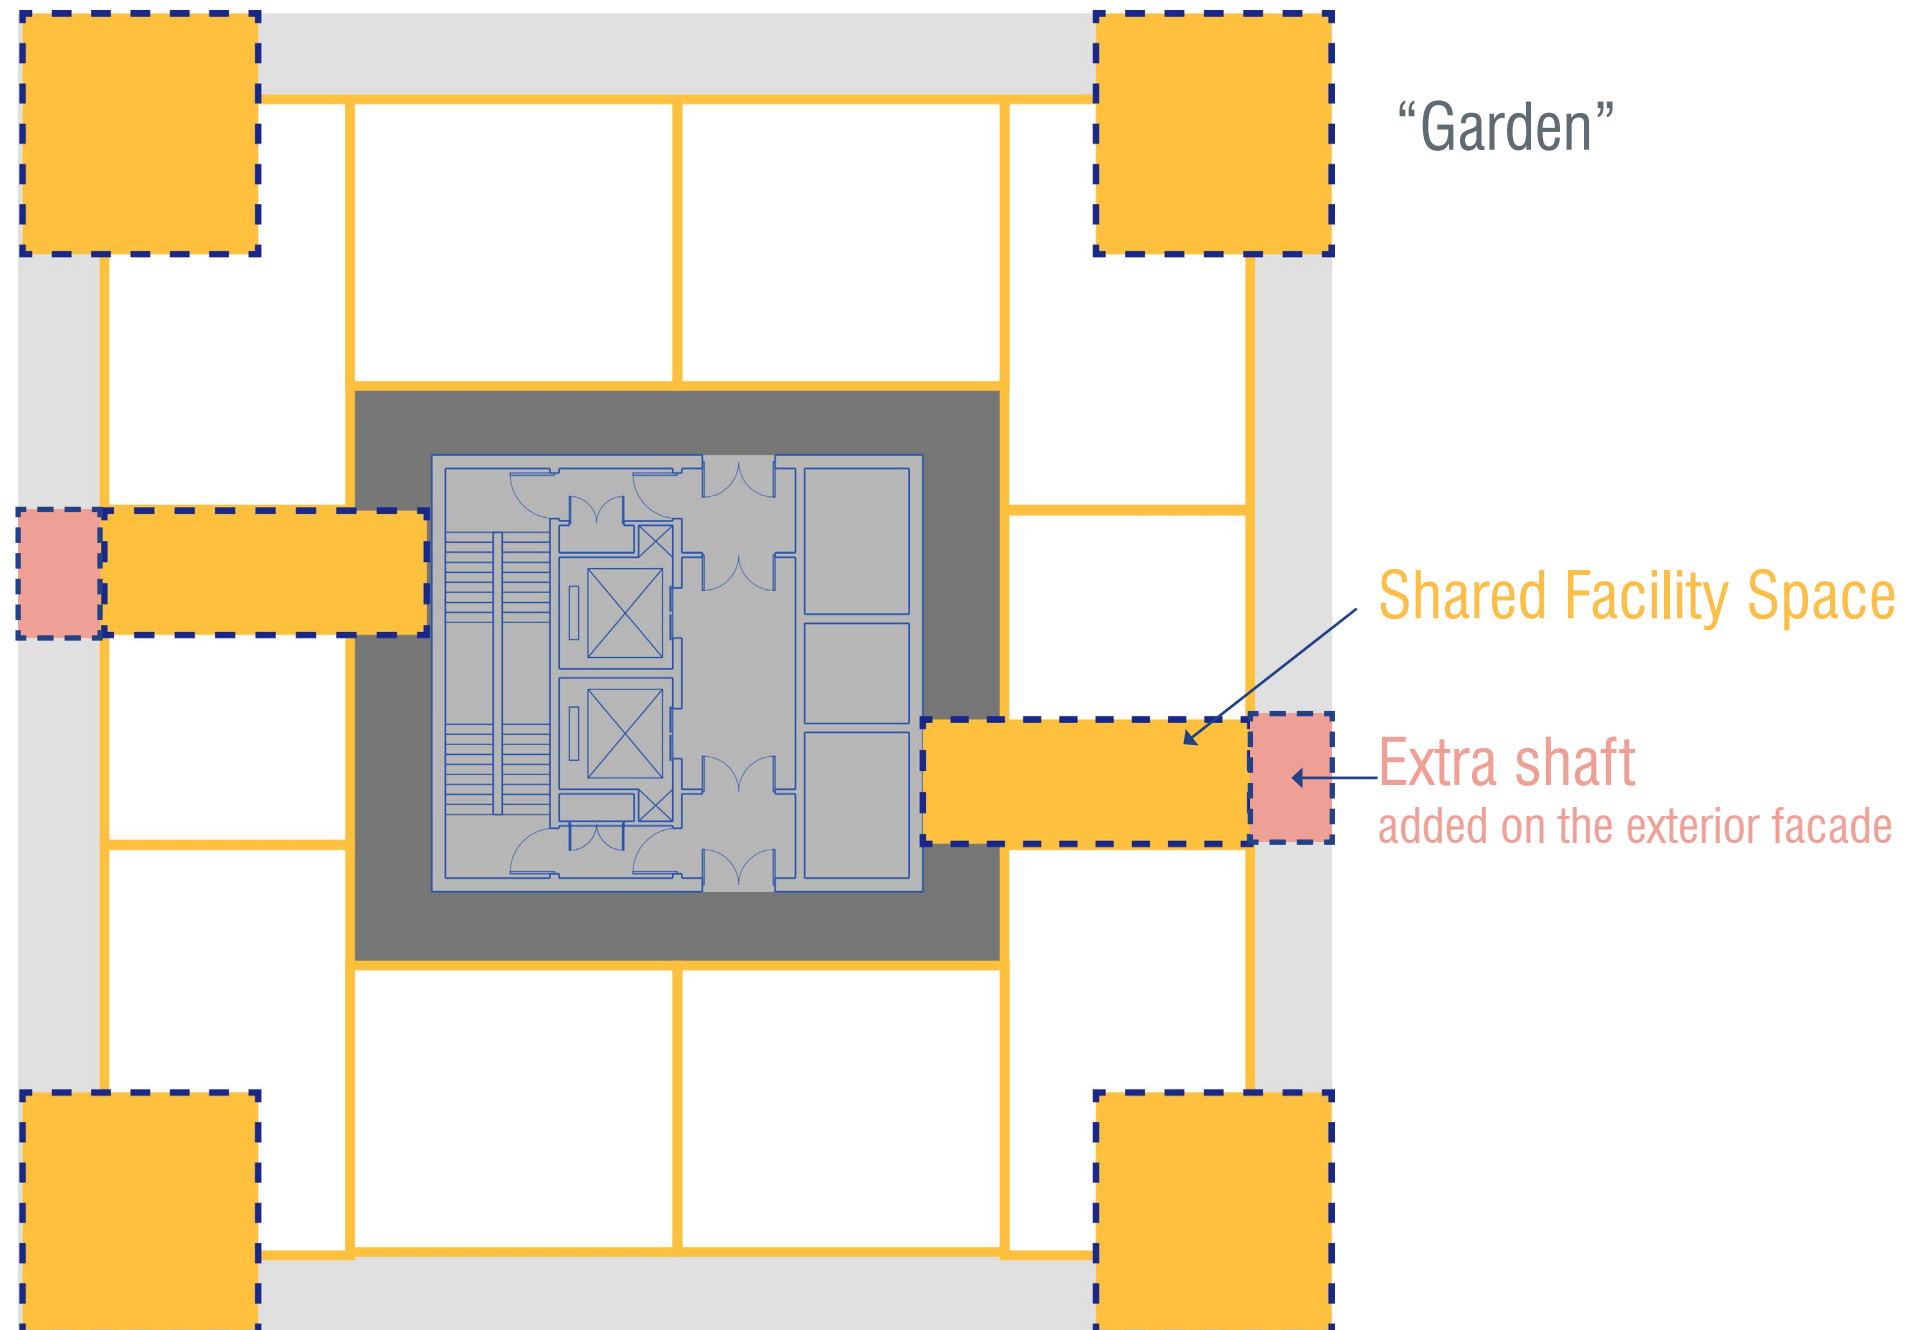 “Garden”
Shared Facility Space
Extra shaft
added on the exterior facade